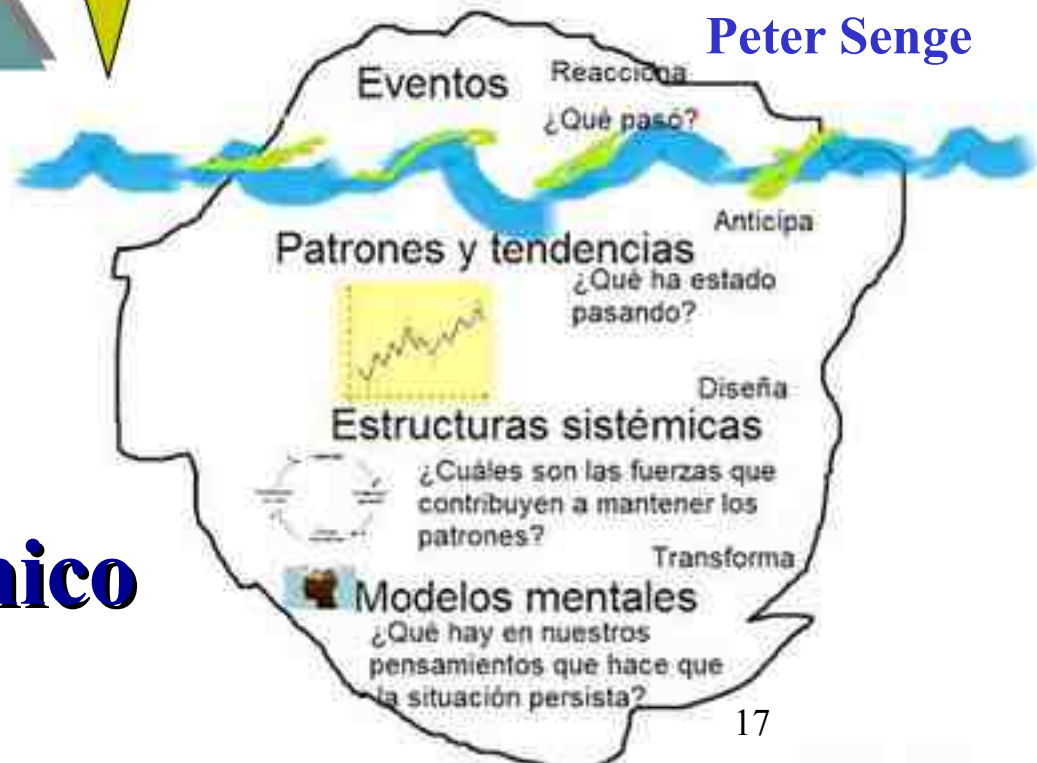 Peter Senge
Eventos
Reacciona
¿Qué pasó?
Anticipa
Patrones y tendencias
¿Qué ha estado
pasando?
Diseña
Estructuras sistémicas
¿Cuáles son las fuerzas que
contribuyen a mantener los
patrones?
Transforma
Modelos mentales
¿Qué hay en nuestros
pensamientos que hace que
la situación persista?
17